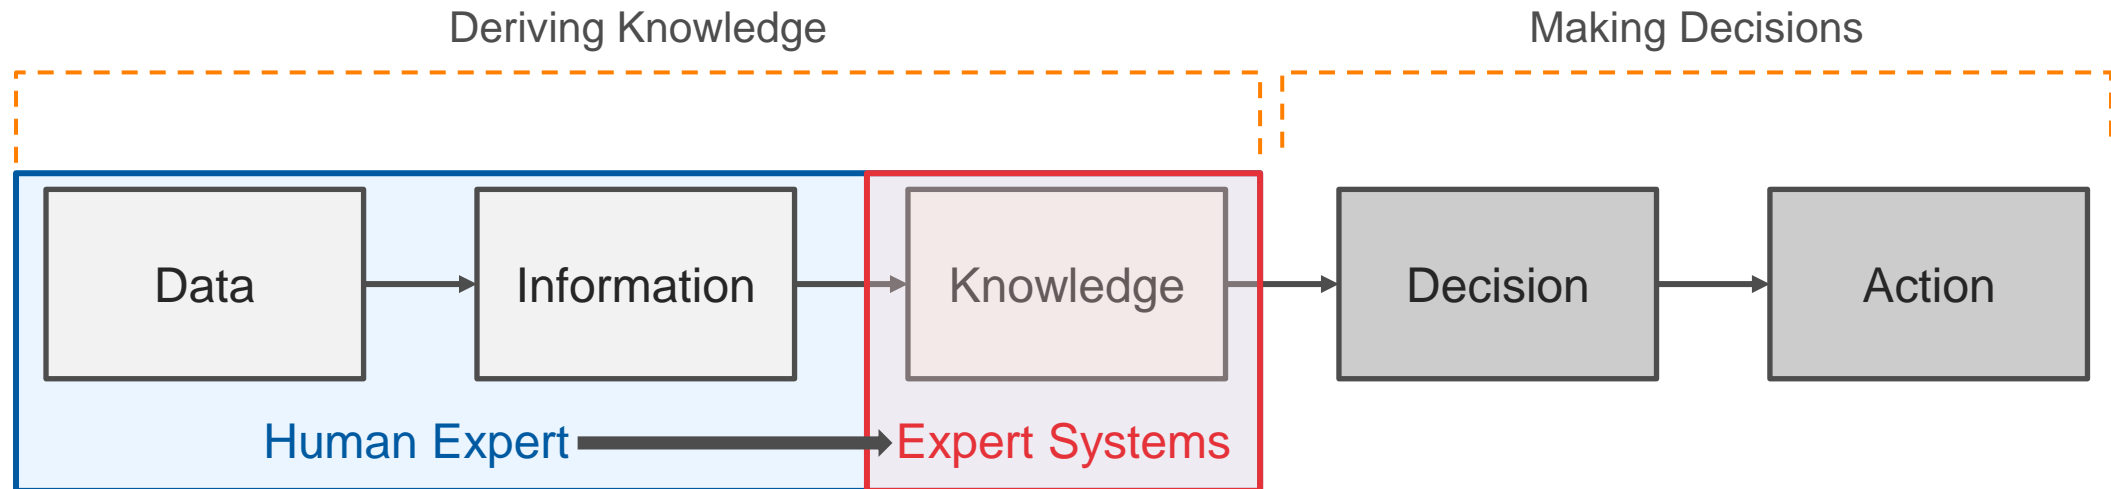 Deriving Knowledge
Making Decisions
Data
Information
Knowledge
Decision
Action
Human Expert
Expert Systems